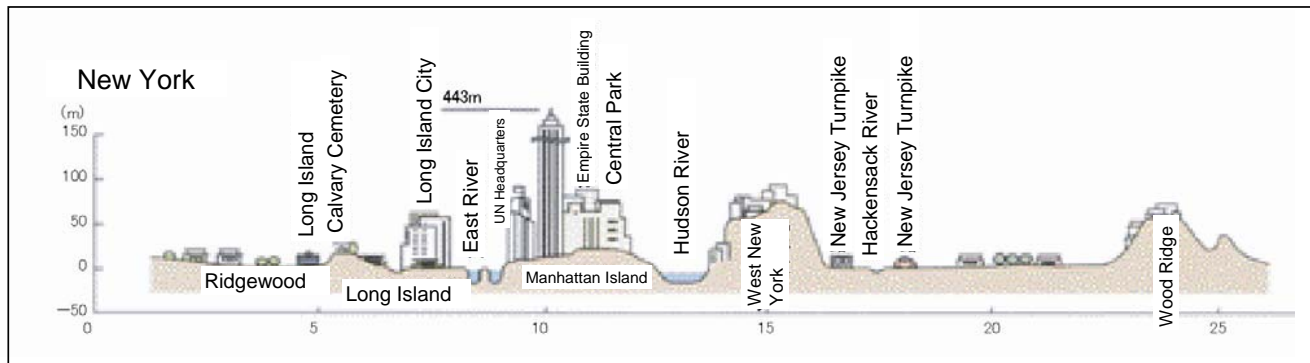 New York
(m)
150
100
50
0
−50
443m
Long Island
Calvary Cemetery
Long Island City
East River
UN Headquarters
Empire State Building
Central Park
Hudson River
New Jersey Turnpike
Hackensack River
New Jersey Turnpike
Ridgewood
Long Island
Manhattan Island
West New
York
Wood Ridge
0
5
10
15
20
25